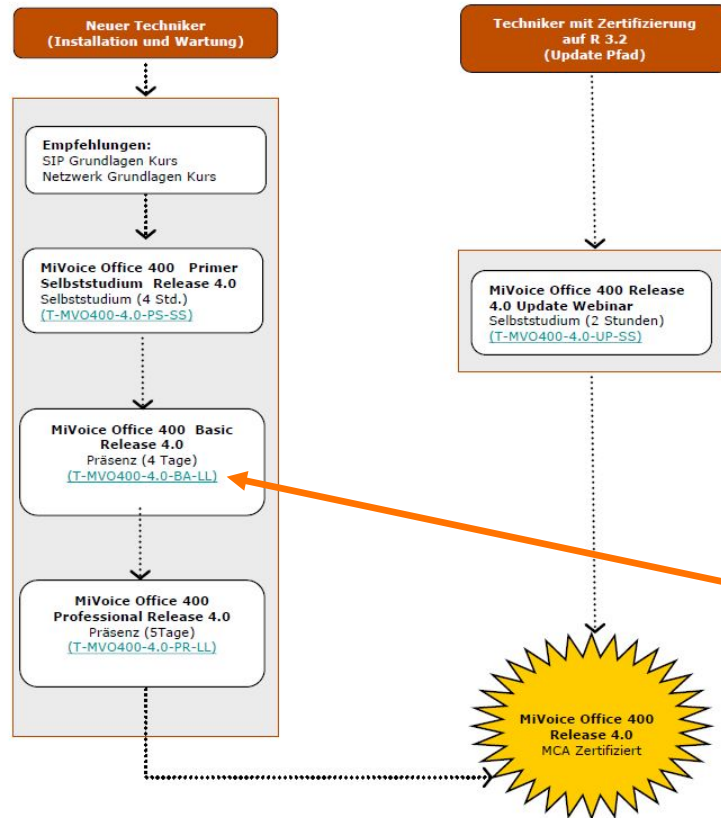 Neuer Techniker
(Installation und Wartung)
Empfehlungen:
SIP Grundlagen Kurs
Netzwerk Grundlagen Kurs
MiVoice Office 400 Primer
Selbststudium Release 4.0
Selbststudium (4 Std.)
(T-MVO400-4.0-PS-SS)
MiVoice Office 400 Basic
Release 4.0
Präsenz (4 Tage)
(T-MVO400-4.0-BA-LL)
MiVoice Office 400
Professional Release 4.0
Präsenz (5Tage)
(T-MVO400-4.0-PR-LL)
Techniker mit Zertifizierung
auf R 3.2
(Update Pfad)
MiVoice Office 400 Release
4.0 Update Webinar
Selbststudium (2 Stunden)
(T-MVO400-4.0-UP-SS)
MiVoice Office 400
Release 4.0
MCA Zertifiziert